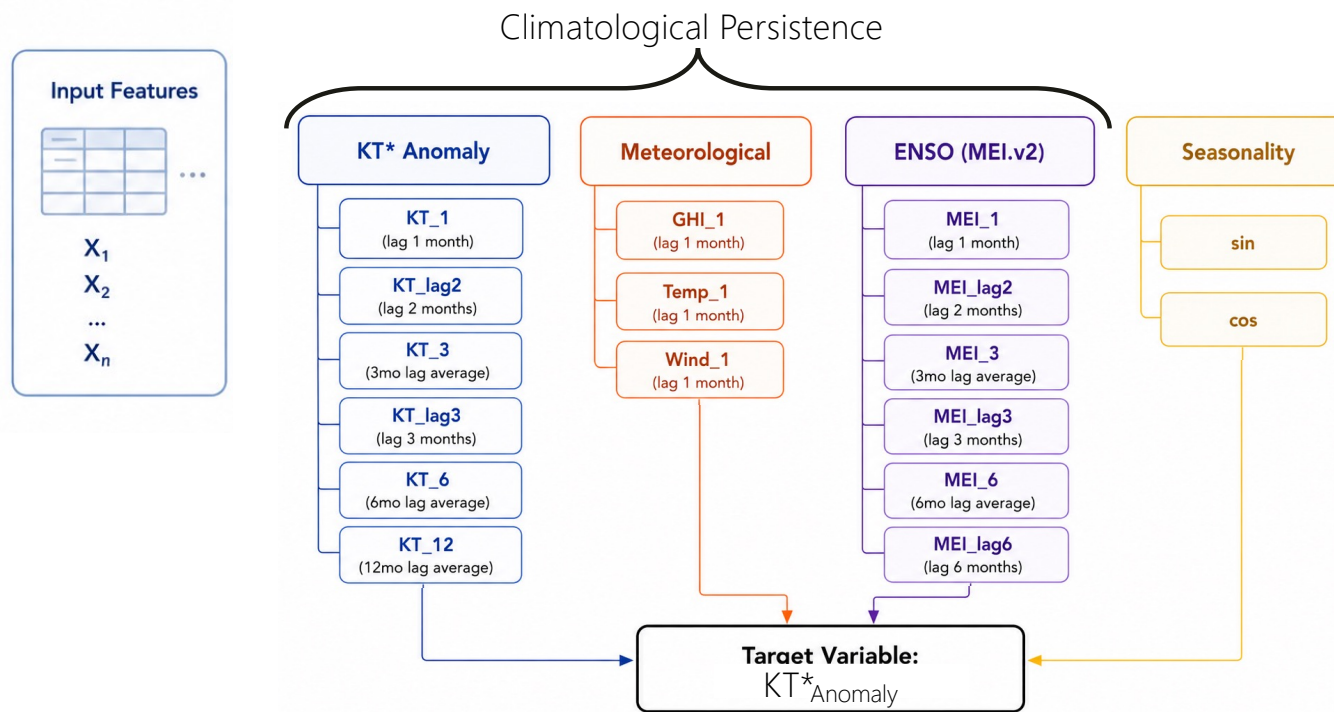 Climatological Persistence
Input Features
...
X1
X2
...
Xn
KT* Anomaly
KT_1
(lag 1 month)
KT_lag2
(lag 2 months)
KT_3
(3mo lag average)
KT_lag3
(lag 3 months)
KT_6
(6mo lag average)
KT_12
(12mo lag average)
Meteorological
GHI_1
(lag 1 month)
Temp_1
(lag 1 month)
Wind_1
(lag 1 month)
ENSO (MEI.v2)
MEI_1
(lag 1 month)
MEI_lag2
(lag 2 months)
MEI_3
(3mo lag average)
MEI_lag3
(lag 3 months)
MEI_6
(6mo lag average)
MEI_lag6
(lag 6 months)
Seasonality
sin
cos
Target Variable:
KT*Anomaly